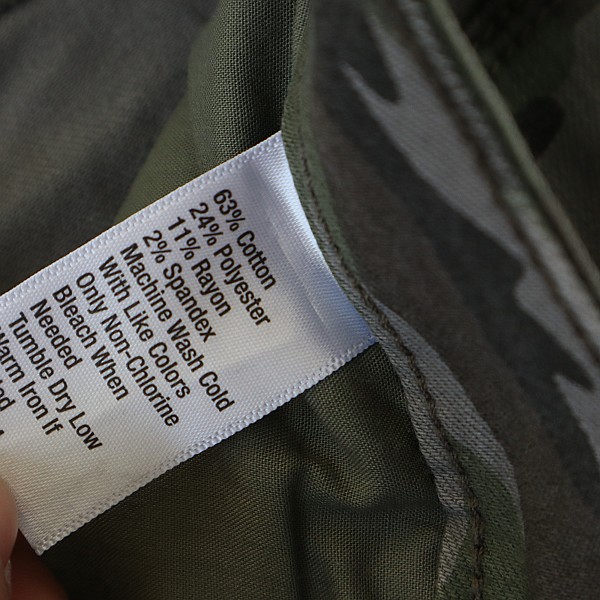 63% Cotton
24% Polyester
11% Rayon
2% Spandex
Machine Wash Cold
With Like Colors
Only Non-Chlorine
Bleach When
Needed
Tumble Dry Low
Warm Iron If